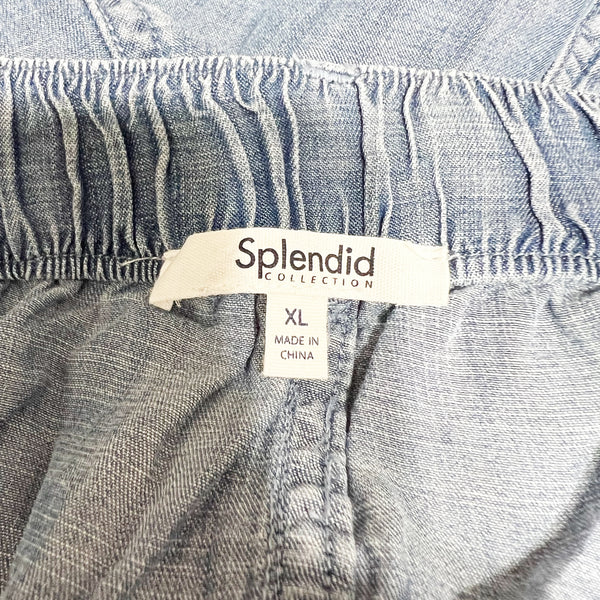 Splendid
COLLECTION
XL
MADE IN
CHINA